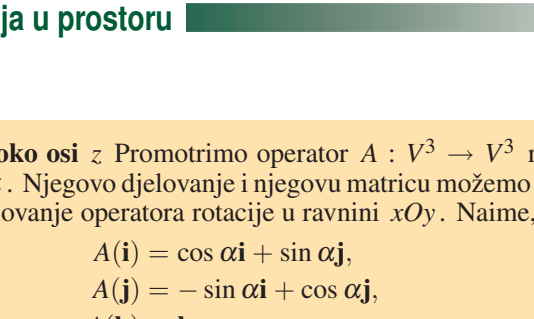 ja u prostoru
oko osi z Promotrimo operator A : V³ → V³
. Njegovo djelovanje i njegovu matricu možemo
lovanje operatora rotacije u ravnini xOy. Naime,
A(i) = cos αi + sin αj,
A(j) = − sin αi + cos αj,